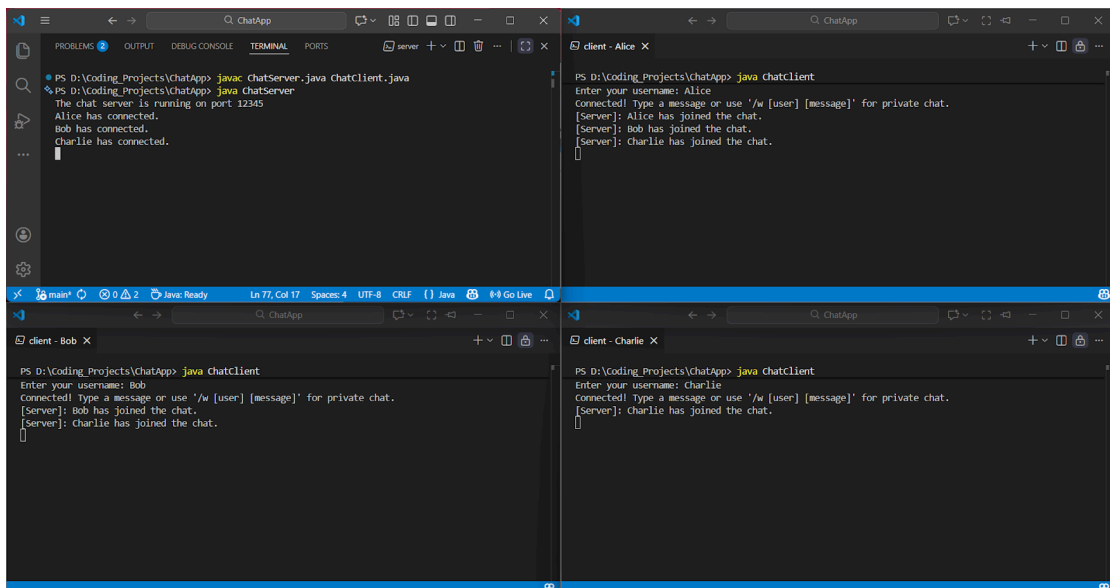 ChatApp
PROBLEMS 2 OUTPUT DEBUG CONSOLE TERMINAL PORTS server
PS D:\Coding_Projects\ChatApp> javac ChatServer.java ChatClient.java
PS D:\Coding_Projects\ChatApp> java ChatServer
The chat server is running on port 12345
Alice has connected.
Bob has connected.
Charlie has connected.
main* 0 2 Java: Ready Ln 77, Col 17 Spaces: 4 UTF-8 CRLF {} Java Go Live
ChatApp
client - Alice
PS D:\Coding_Projects\ChatApp> java ChatClient
Enter your username: Alice
Connected! Type a message or use '/w [user] [message]' for private chat.
[Server]: Alice has joined the chat.
[Server]: Bob has joined the chat.
[Server]: Charlie has joined the chat.
ChatApp
client - Bob
PS D:\Coding_Projects\ChatApp> java ChatClient
Enter your username: Bob
Connected! Type a message or use '/w [user] [message]' for private chat.
[Server]: Bob has joined the chat.
[Server]: Charlie has joined the chat.
ChatApp
client - Charlie
PS D:\Coding_Projects\ChatApp> java ChatClient
Enter your username: Charlie
Connected! Type a message or use '/w [user] [message]' for private chat.
[Server]: Charlie has joined the chat.